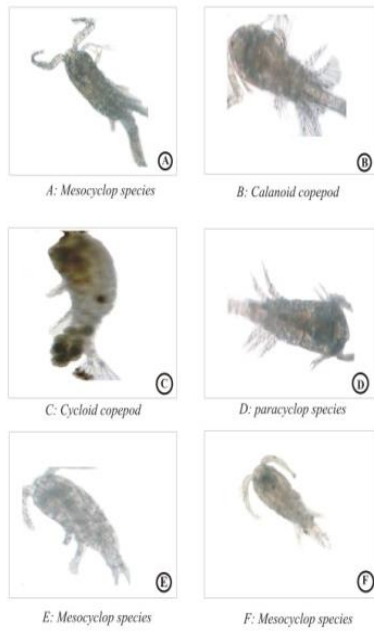 A
B
A: Mesocyclop species
B: Calanoid copepod
C
D
C: Cycloid copepod
D: paracyclop species
E
F
E: Mesocyclop species
F: Mesocyclop species